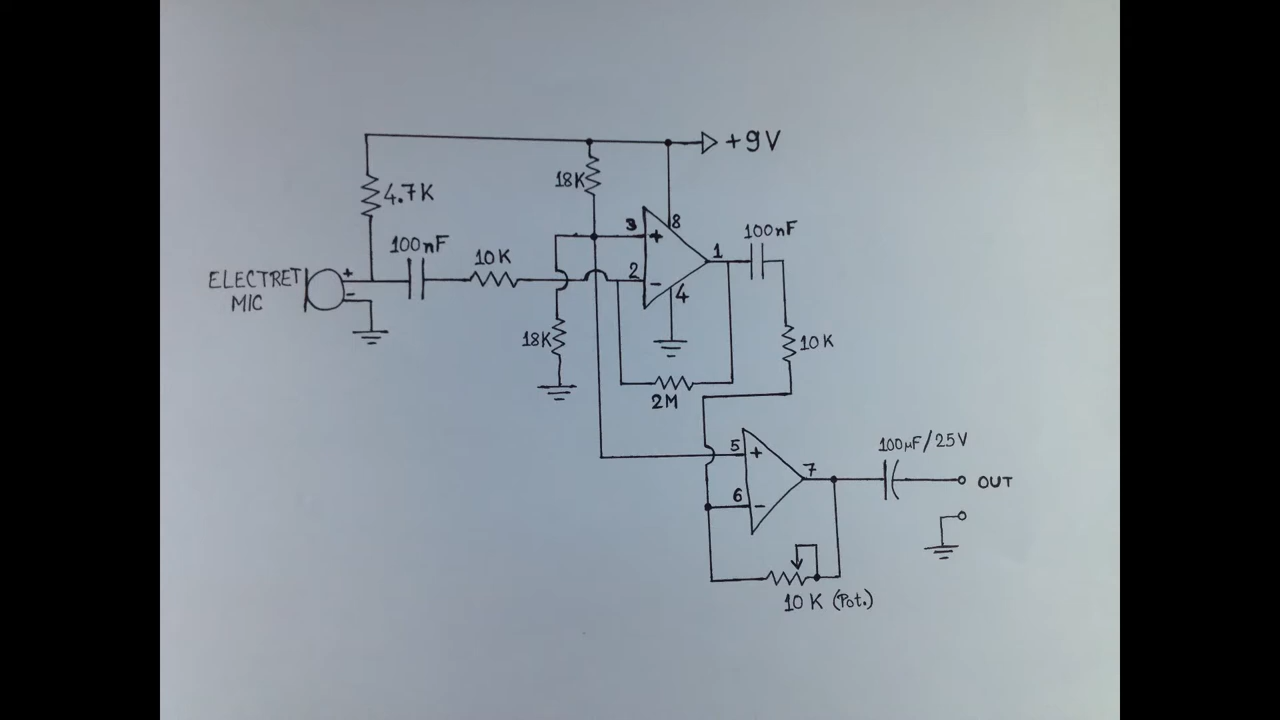 +9V
18K
4.7K
3
8
100nF
100nF
10K
1
2
ELECTRET
MIC
+
-
+
-
4
18K
10K
2M
5
+
100µF/25V
7
OUT
6
-
10K (Pot.)